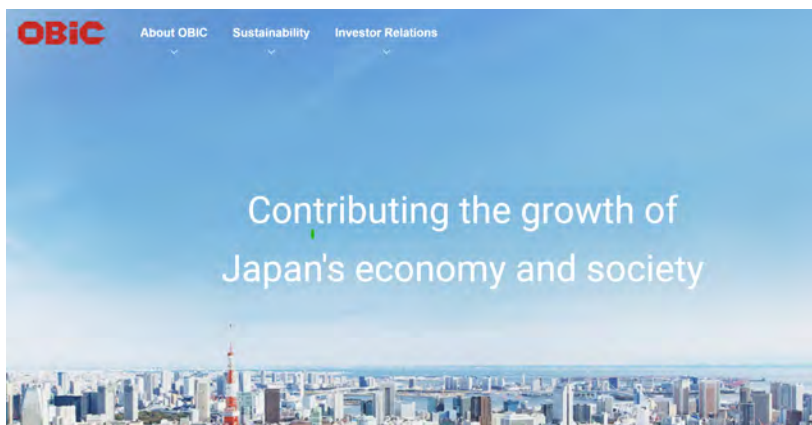 OBiC
About OBIC
Sustainability
Investor Relations
Contributing the growth of
Japan's economy and society